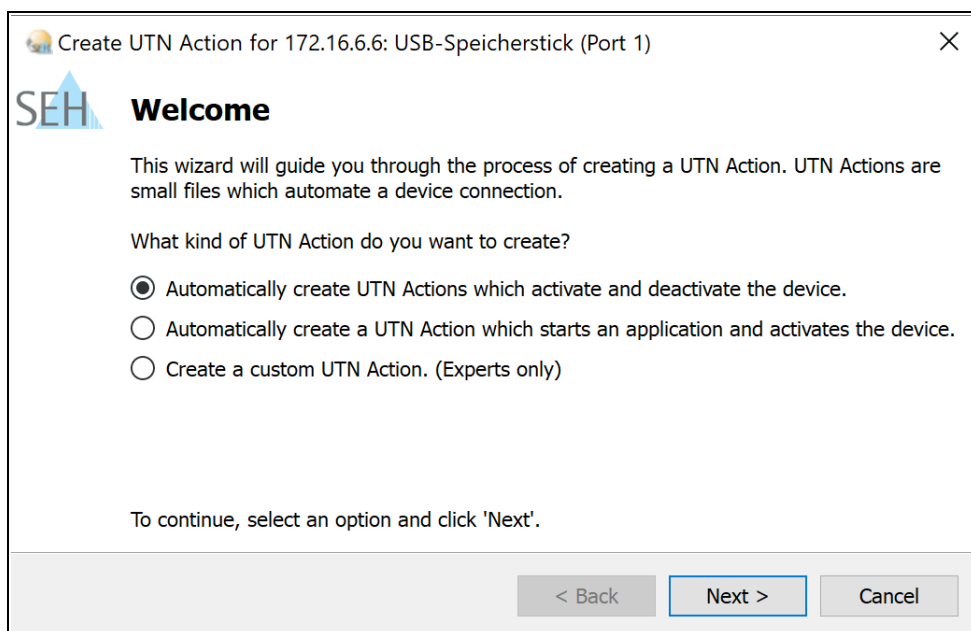 Create UTN Action for 172.16.6.6: USB-Speicherstick (Port 1)
SEH
Welcome
This wizard will guide you through the process of creating a UTN Action. UTN Actions are
small files which automate a device connection.
What kind of UTN Action do you want to create?
Automatically create UTN Actions which activate and deactivate the device.
Automatically create a UTN Action which starts an application and activates the device.
Create a custom UTN Action. (Experts only)
To continue, select an option and click 'Next'.
< Back Next > Cancel